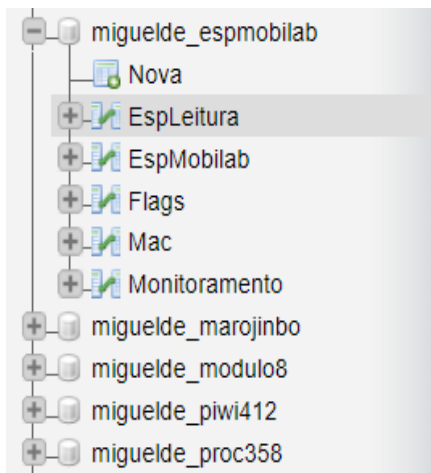 miguelde_espmobilab
Nova
EspLeitura
EspMobilab
Flags
Mac
Monitoramento
miguelde_marojinbo
miguelde_modulo8
miguelde_piwi412
miguelde_proc358